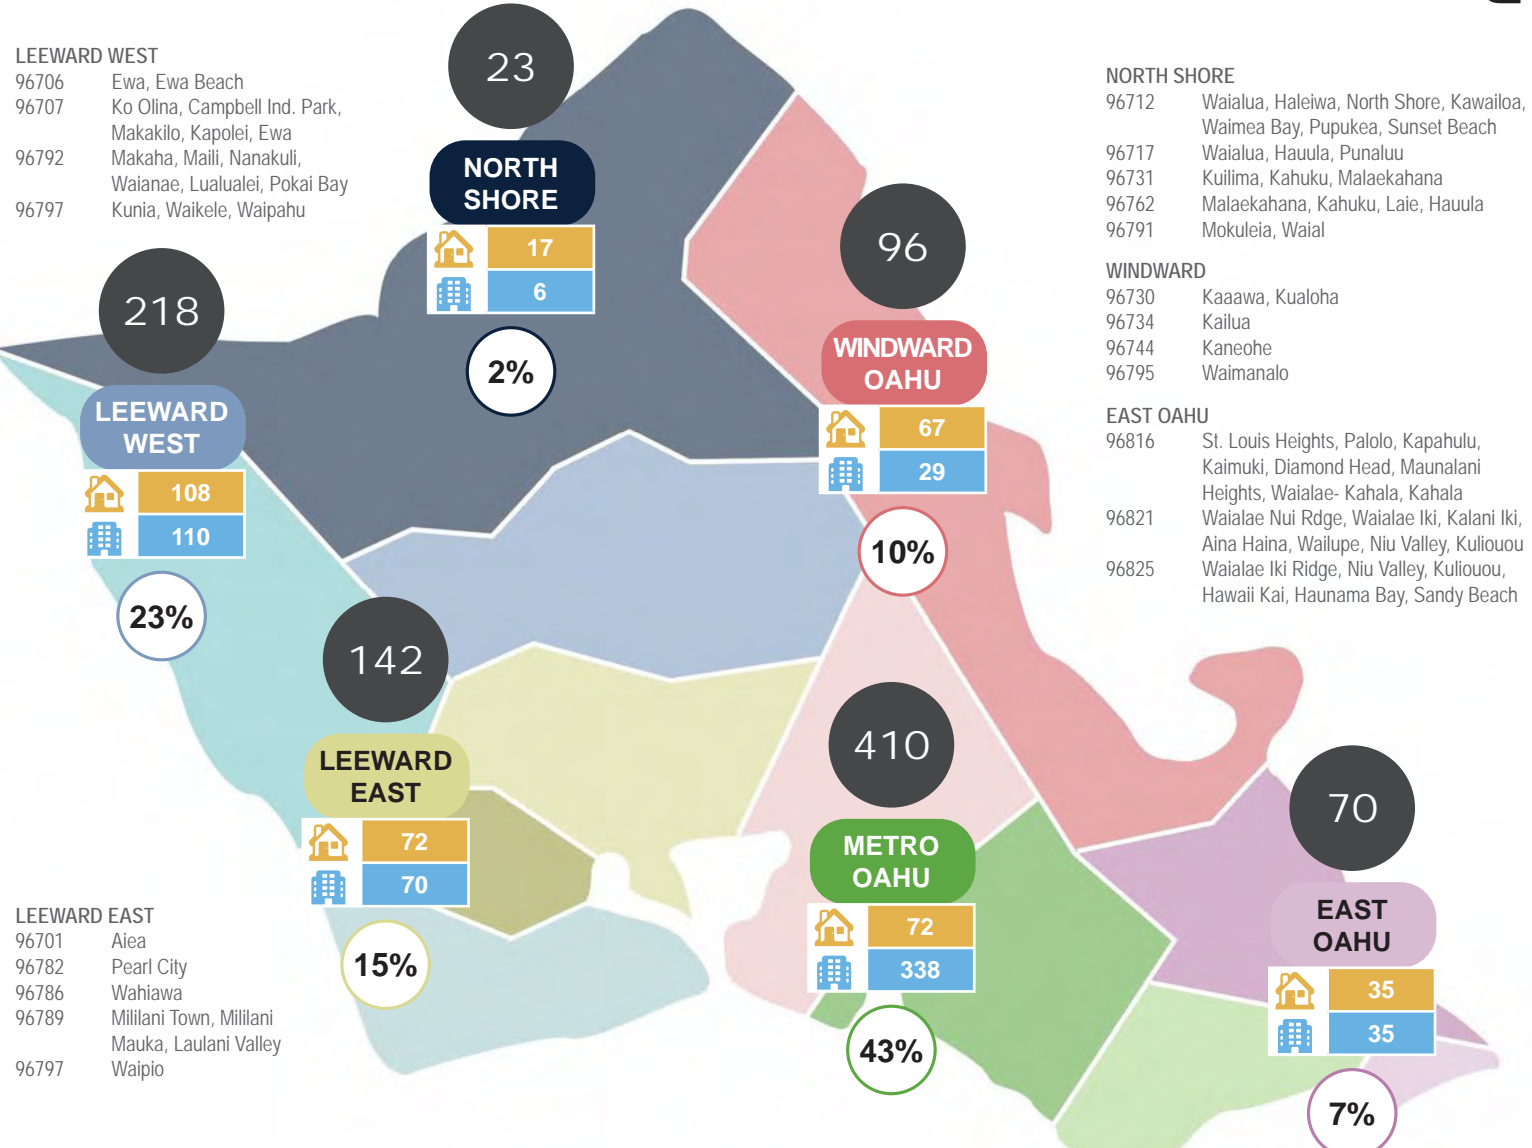 LEEWARD WEST
96706 Ewa, Ewa Beach
96707 Ko Olina, Campbell Ind. Park,
Makakilo, Kapolei, Ewa
96792 Makaha, Maili, Nanakuli,
Waianae, Lualualei, Pokai Bay
96797 Kunia, Waikele, Waipahu
23
NORTH
SHORE
17
6
2%
NORTH SHORE
96712 Waialua, Haleiwa, North Shore, Kawailoa,
Waimea Bay, Pupukea, Sunset Beach
96717 Waialua, Hauula, Punaluu
96731 Kuilima, Kahuku, Malaekahana
96762 Malaekahana, Kahuku, Laie, Hauula
96791 Mokuleia, Waial
WINDWARD
96730 Kaaawa, Kualoha
96734 Kailua
96744 Kaneohe
96795 Waimanalo
EAST OAHU
96816 St. Louis Heights, Palolo, Kapahulu,
Kaimuki, Diamond Head, Maunalani
Heights, Waialae- Kahala, Kahala
96821 Waialae Nui Rdge, Waialae Iki, Kalani Iki,
Aina Haina, Wailupe, Niu Valley, Kuliouou
96825 Waialae Iki Ridge, Niu Valley, Kuliouou,
Hawaii Kai, Haunama Bay, Sandy Beach
96
WINDWARD
OAHU
67
29
10%
218
LEEWARD
WEST
108
110
23%
142
LEEWARD
EAST
72
70
15%
410
METRO
OAHU
72
338
43%
70
EAST
OAHU
35
35
7%
LEEWARD EAST
96701 Aiea
96782 Pearl City
96786 Wahiawa
96789 Mililani Town, Mililani
Mauka, Laulani Valley
96797 Waipio